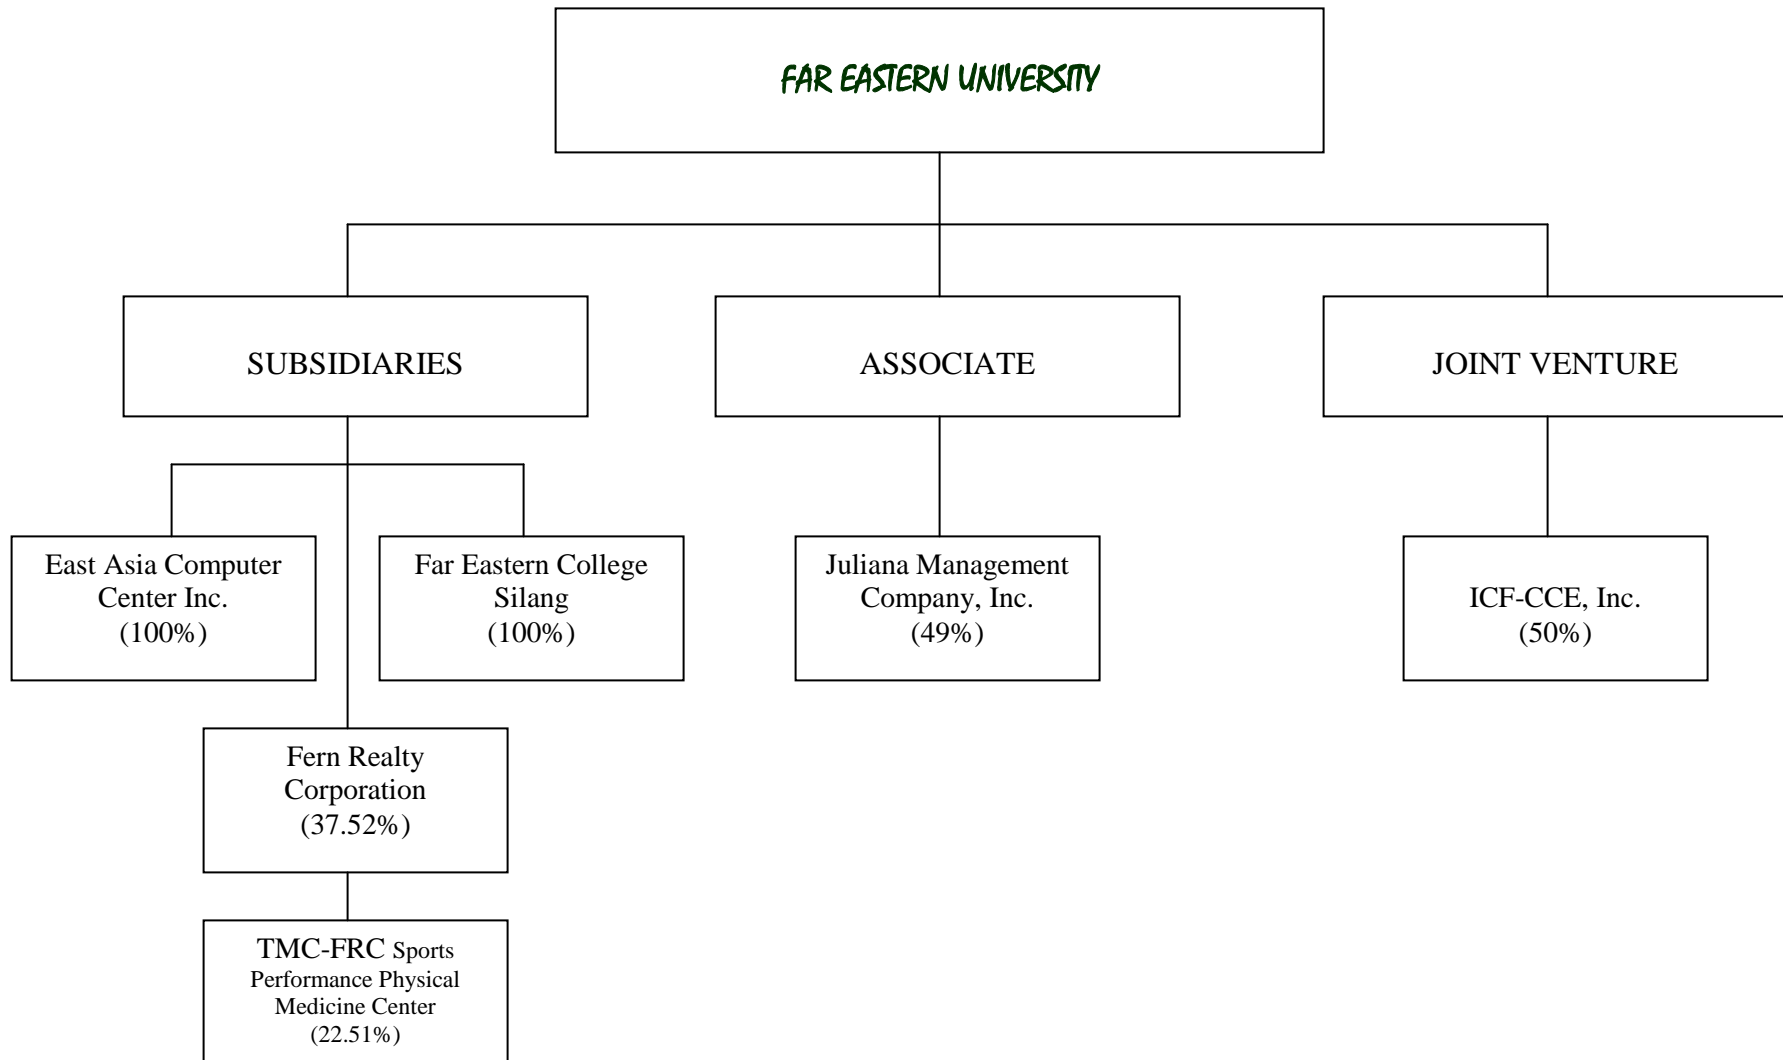 FAR EASTERN UNIVERSITY
SUBSIDIARIES
ASSOCIATE
JOINT VENTURE
East Asia Computer
Center Inc.
(100%)
Far Eastern College
Silang
(100%)
Juliana Management
Company, Inc.
(49%)
ICF-CCE, Inc.
(50%)
Fern Realty
Corporation
(37.52%)
TMC-FRC Sports
Performance Physical
Medicine Center
(22.51%)